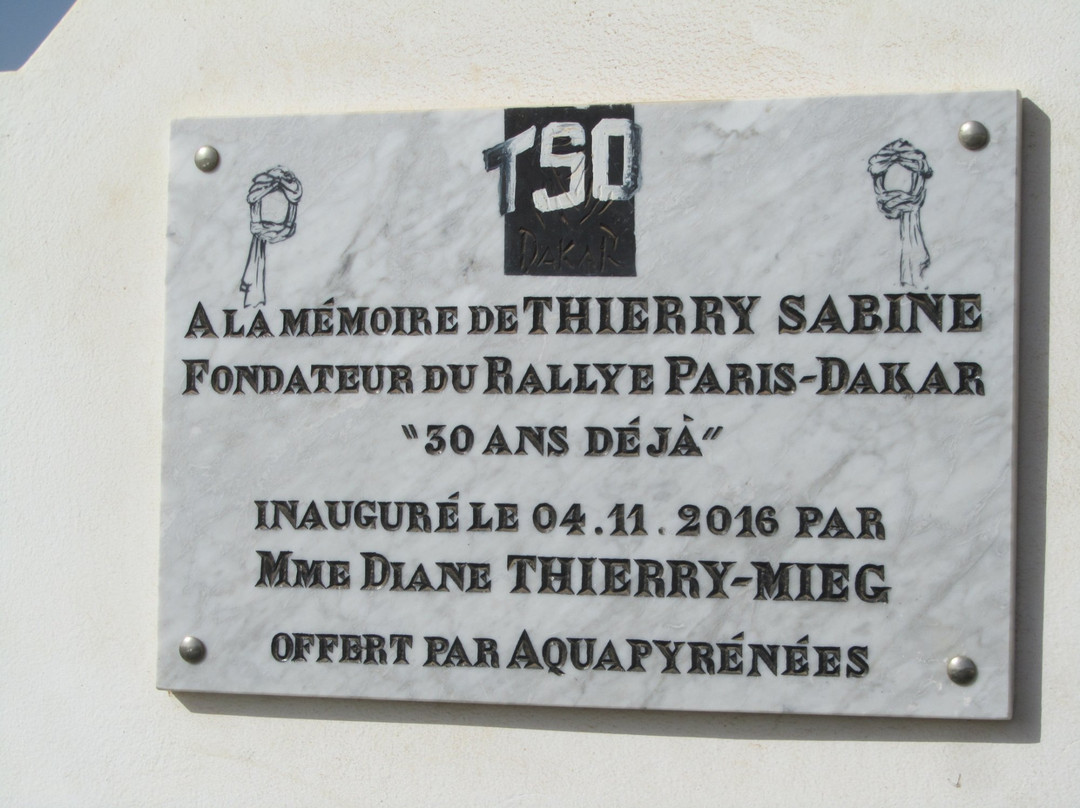 TSO
DAKAR
A LA MÉMOIRE DE THIERRY SABINE
FONDATEUR DU RALLYE PARIS-DAKAR
"30 ANS DÉJÀ"
INAUGURÉ LE 04.11.2016 PAR
MME DIANE THIERRY-MIEG
OFFERT PAR AQUAPYRÉNÉES